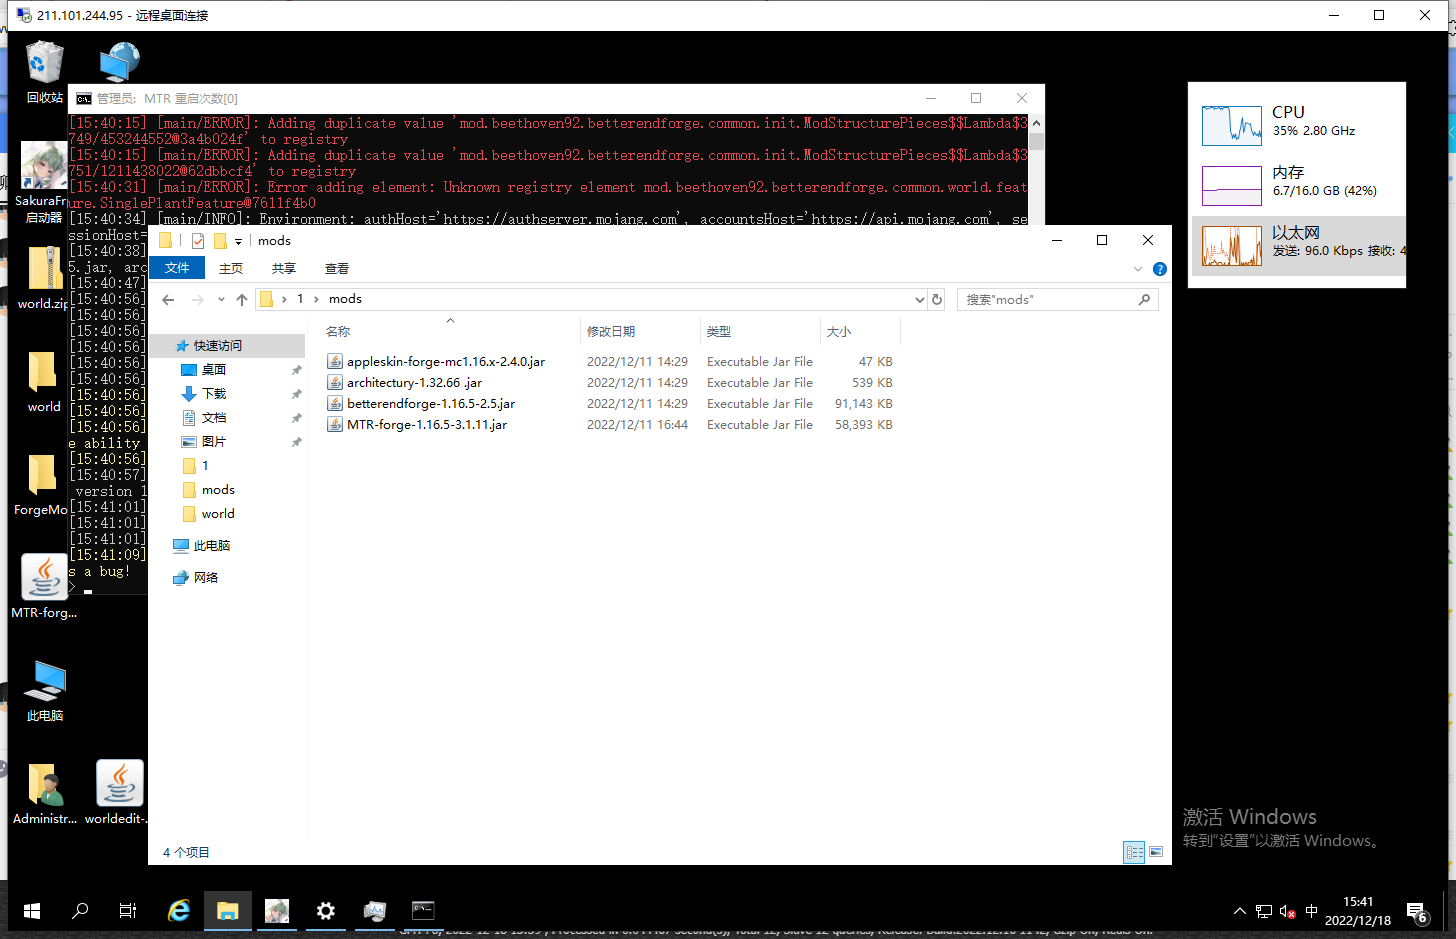 211.101.244.95 - 远程桌面连接
回收站
管理员: MTR 重启次数[0]
[15:40:15] [main/ERROR]: Adding duplicate value 'mod.beethoven92.betterendforge.common.init.ModStructurePieces$$Lambda$3
749/453244552@3a4b024f' to registry
[15:40:15] [main/ERROR]: Adding duplicate value 'mod.beethoven92.betterendforge.common.init.ModStructurePieces$$Lambda$3
751/1211438022@62dbbcf4' to registry
[15:40:31] [main/ERROR]: Error adding element: Unknown registry element mod.beethoven92.betterendforge.common.world.feat
ure.SinglePlantFeature@7611f4b0
[15:40:34] [main/INFO]: Environment: authHost='https://authserver.mojang.com', accountsHost='https://api.mojang.com', se
ssionHost=
[15:40:38]
5.jar, arc
[15:40:47]
[15:40:56]
[15:40:56]
[15:40:56]
[15:40:56]
[15:40:56]
[15:40:56]
[15:40:56]
[15:40:56]
[15:40:56]
e ability
[15:40:56]
[15:40:57]
version 1
[15:41:01]
[15:41:01]
[15:41:01]
[15:41:09]
s a bug!
>
SakuraFr
启动器
world.zip
world
ForgeMo
MTR-forg...
此电脑
Administr...
worldedit-.
mods
文件 主页 共享 查看
1 mods
搜索"mods"
名称 修改日期 类型 大小
appleskin-forge-mc1.16.x-2.4.0.jar 2022/12/11 14:29 Executable Jar File 47 KB
architectury-1.32.66 .jar 2022/12/11 14:29 Executable Jar File 539 KB
betterendforge-1.16.5-2.5.jar 2022/12/11 14:29 Executable Jar File 91,143 KB
MTR-forge-1.16.5-3.1.11.jar 2022/12/11 16:44 Executable Jar File 58,393 KB
快速访问
桌面
下载
文档
图片
1
mods
world
此电脑
网络
4 个项目
CPU
35% 2.80 GHz
内存
6.7/16.0 GB (42%)
以太网
发送: 96.0 Kbps 接收: 4
激活 Windows
转到"设置"以激活 Windows。
中
15:41
2022/12/18
6